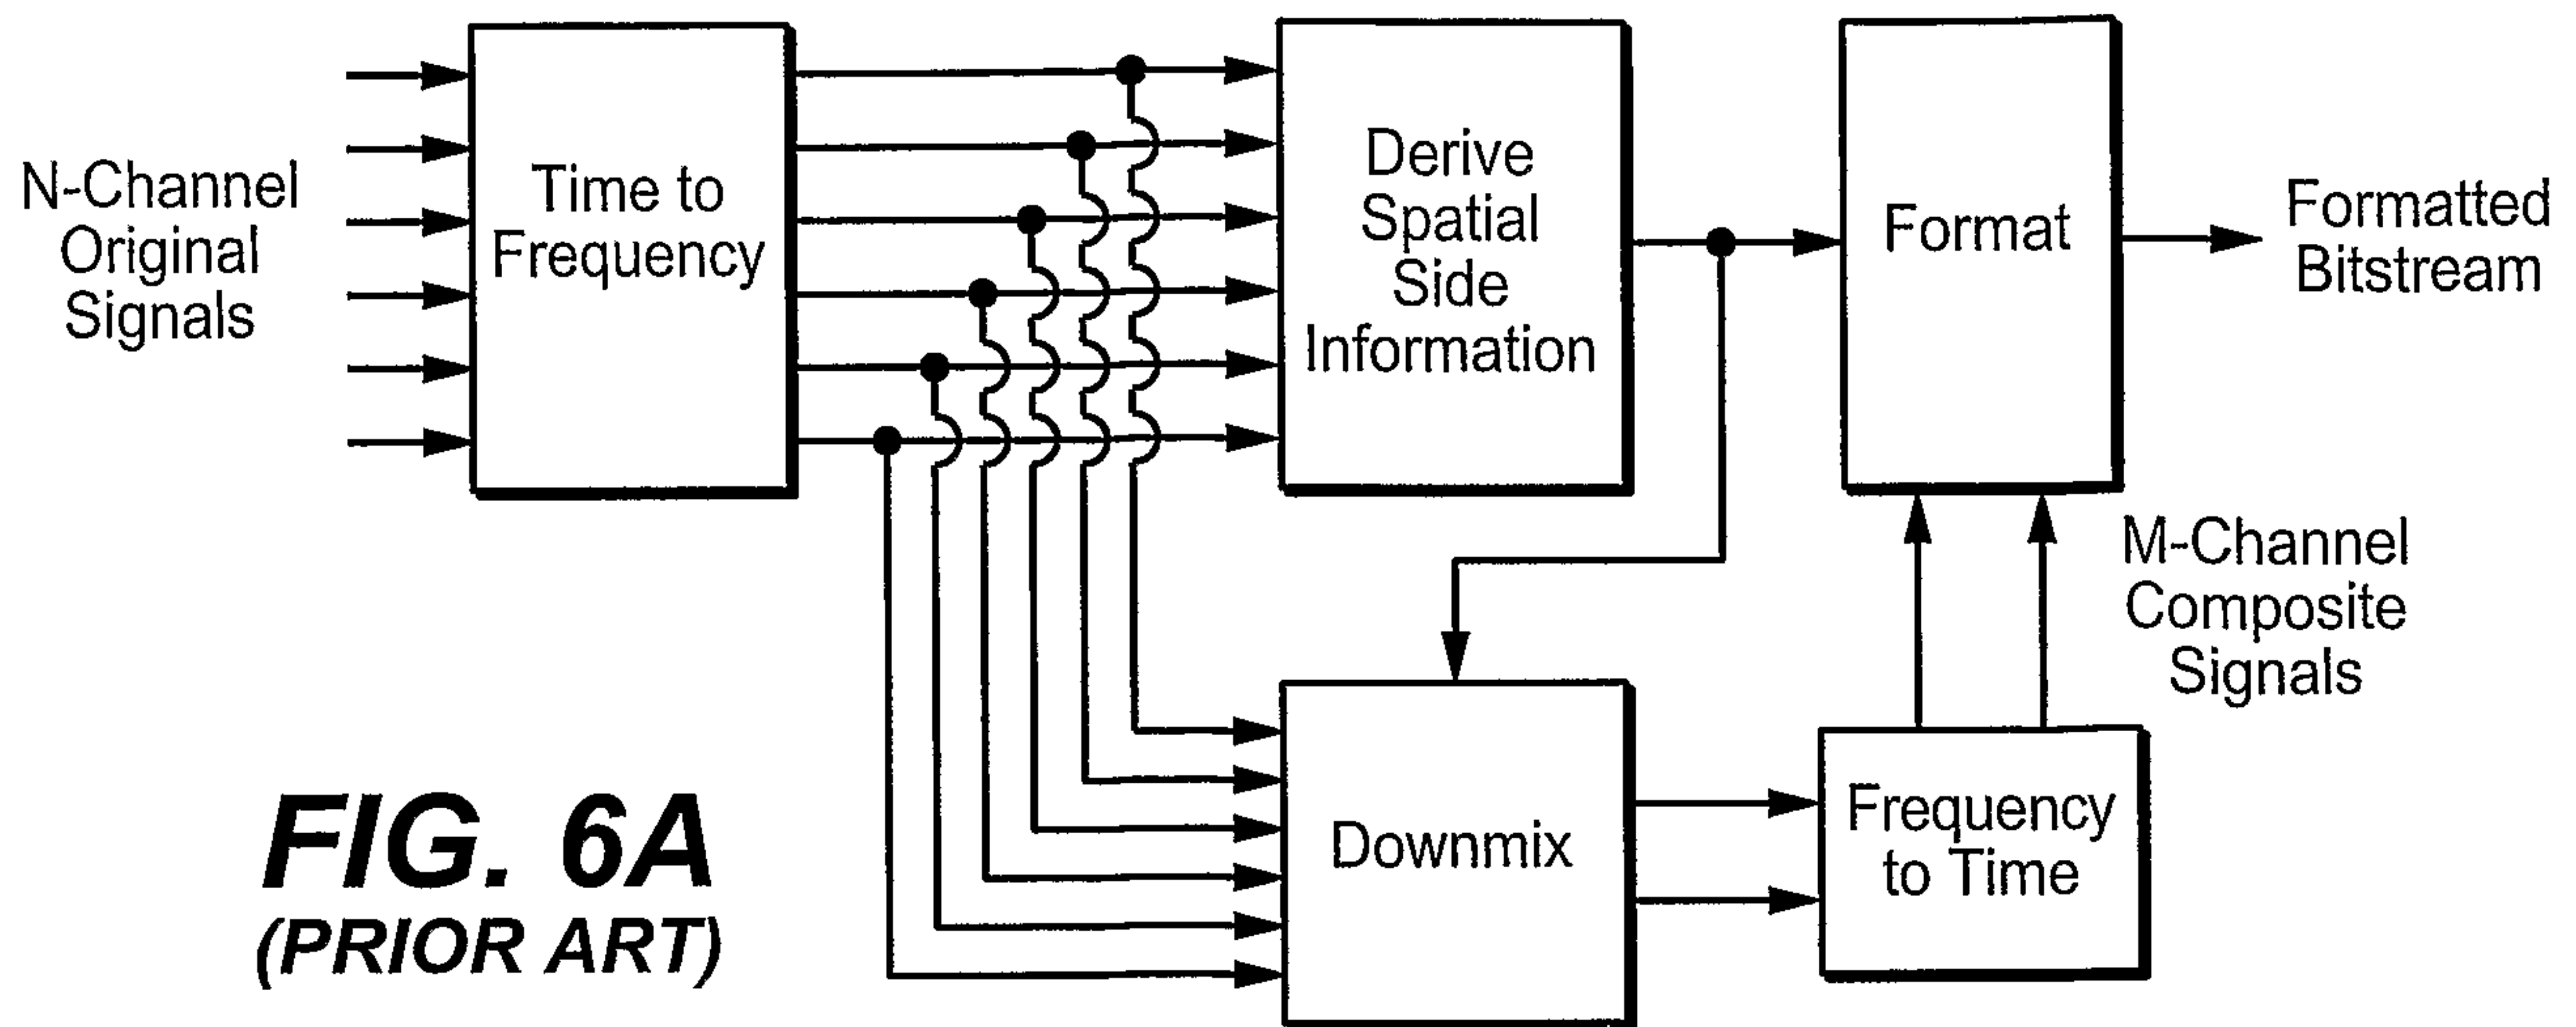 N-Channel
Original
Signals
Time to
Frequency
Derive
Spatial
Side
Information
Format
Formatted
Bitstream
M-Channel
Composite
Signals
Downmix
Frequency
to Time
FIG. 6A
(PRIOR ART)